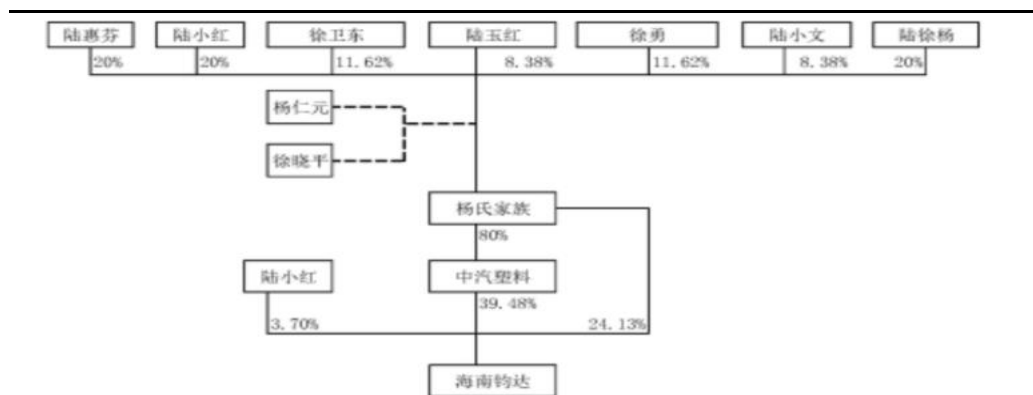 陆惠芬 陆小红 徐卫东 陆玉红 徐勇 陆小文 陆徐杨
20% 20% 11.62% 8.38% 11.62% 8.38% 20%
杨仁元
徐晓平
杨氏家族
80%
陆小红 中汽塑料
39.48%
3.70% 24.13%
海南钧达